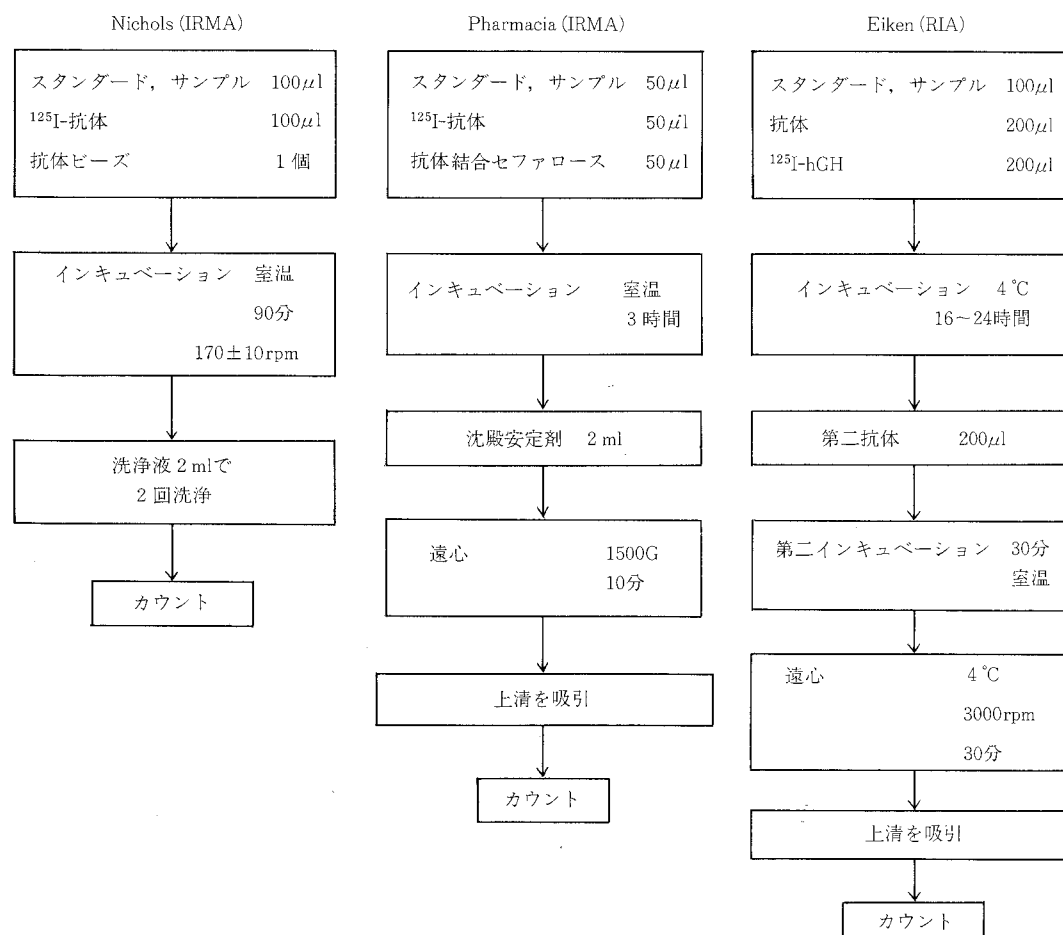 Nichols (IRMA)
スタンダード，サンプル 100μl
¹²⁵I-抗体 100μl
抗体ビーズ 1個
インキュベーション 室温
90分
170±10rpm
洗浄液2mlで
2回洗浄
カウント
Pharmacia (IRMA)
スタンダード，サンプル 50μl
¹²⁵I-抗体 50μl
抗体結合セファロース 50μl
インキュベーション 室温
3時間
沈殿安定剤 2ml
遠心 1500G
10分
上清を吸引
カウント
Eiken (RIA)
スタンダード，サンプル 100μl
抗体 200μl
¹²⁵I-hGH 200μl
インキュベーション 4℃
16～24時間
第二抗体 200μl
第二インキュベーション 30分
室温
遠心 4℃
3000rpm
30分
上清を吸引
カウント